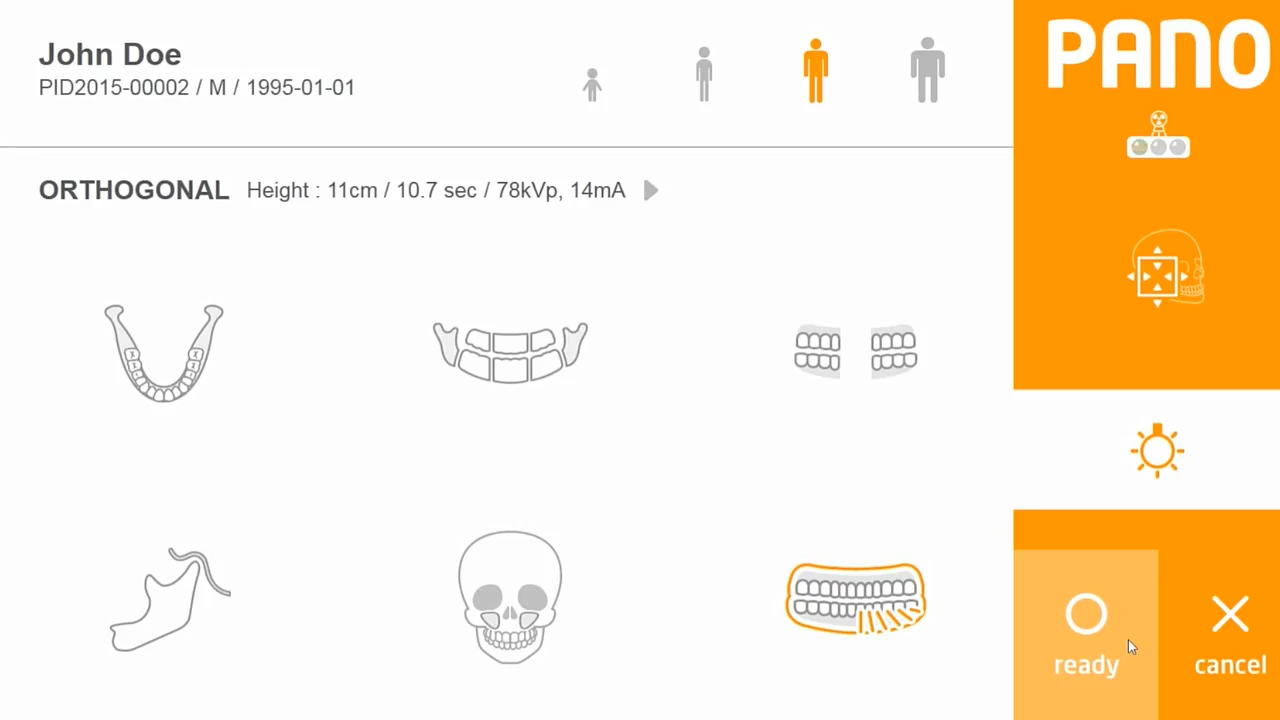 John Doe
PID2015-00002 / M / 1995-01-01
PANO
ORTHOGONAL Height : 11cm / 10.7 sec / 78kVp, 14mA
ready
cancel